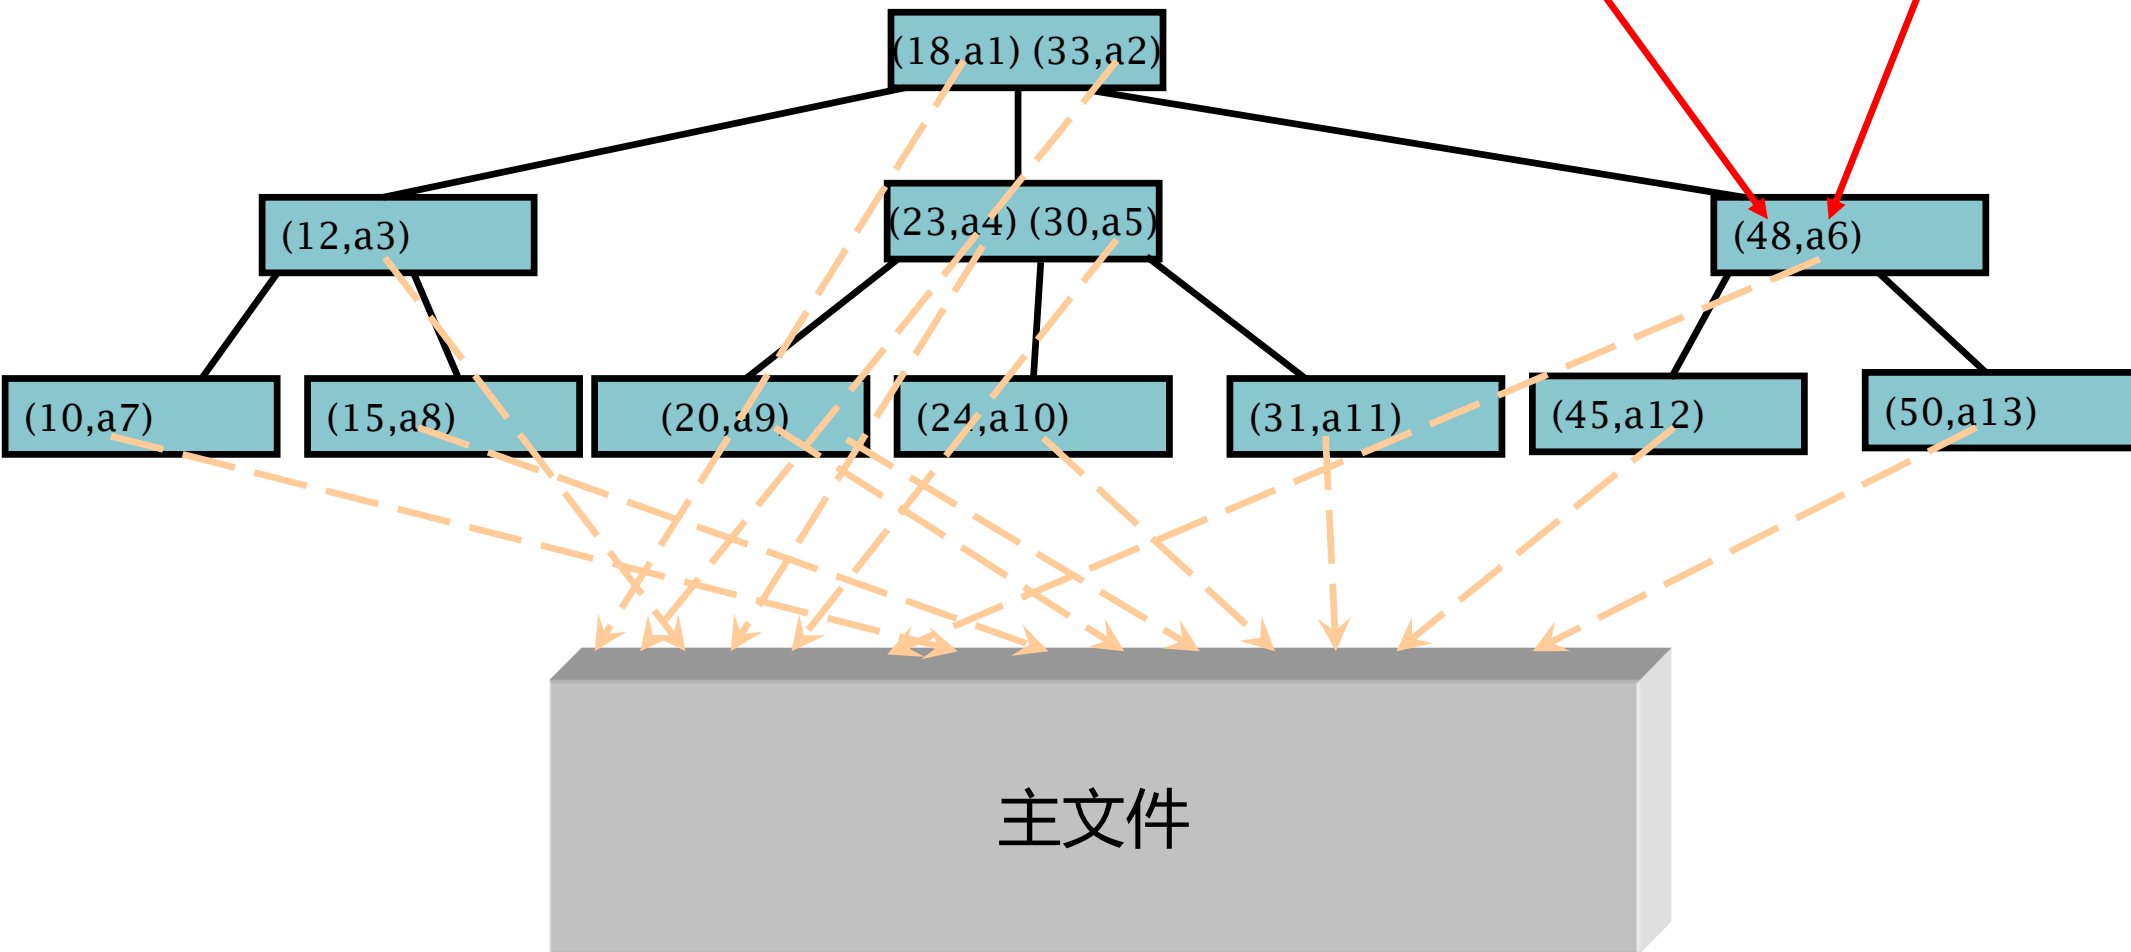 (18,a1) (33,a2)
(12,a3)
(23,a4) (30,a5)
(48,a6)
(10,a7)
(15,a8)
(20,a9)
(24,a10)
(31,a11)
(45,a12)
(50,a13)
主文件